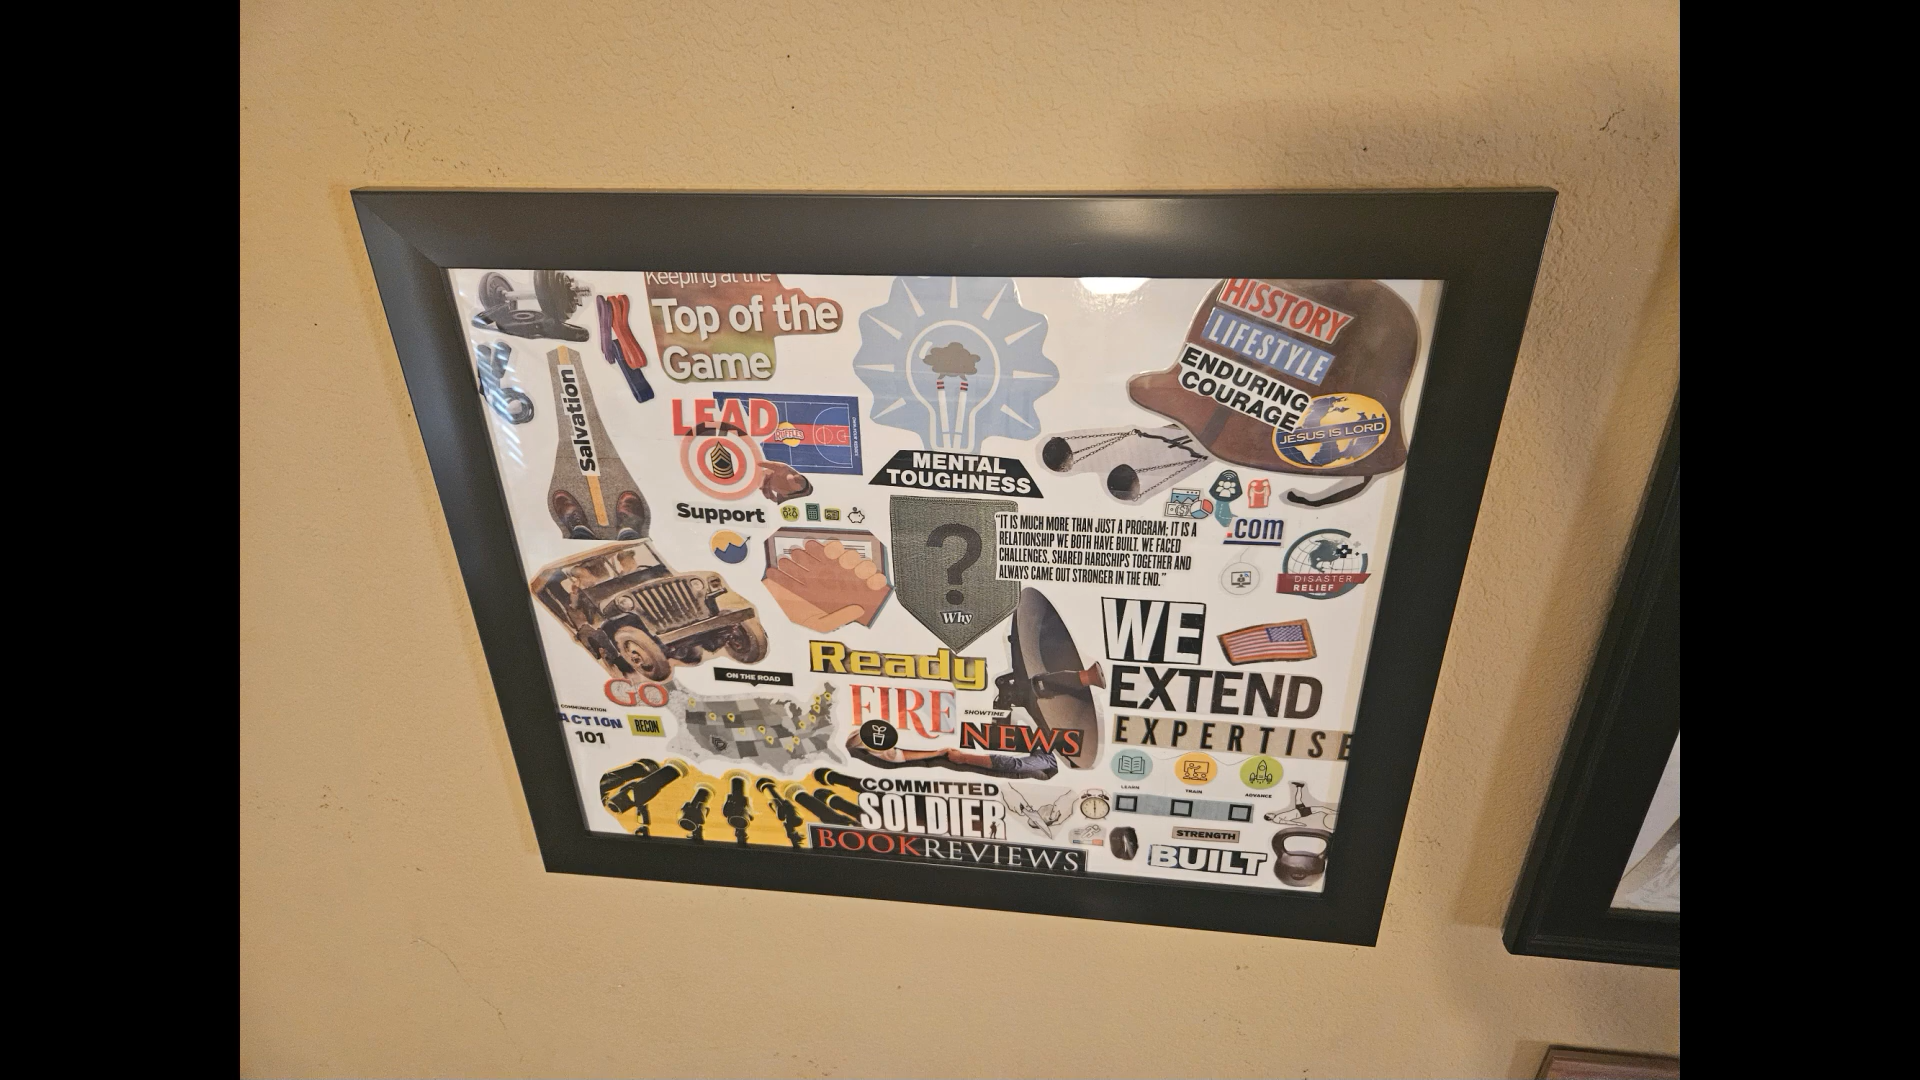 Keeping at the
Top of the
Game
HISSTORY
LIFESTYLE
ENDURING
COURAGE
JESUS IS LORD
Salvation
LEAD
RUFFLES
MENTAL
TOUGHNESS
Support
"IT IS MUCH MORE THAN JUST A PROGRAM; IT IS A
RELATIONSHIP WE BOTH HAVE BUILT. WE FACED
CHALLENGES, SHARED HARDSHIPS TOGETHER AND
ALWAYS CAME OUT STRONGER IN THE END."
.com
DISASTER
RELIEF
?
Why
WE
EXTEND
EXPERTISE
Ready
FIRE
SHOWTIME
NEWS
ON THE ROAD
GO
COMMUNICATION
ACTION
101
RECON
LEARN
TRAIN
ADVANCE
COMMITTED
SOLDIER
BOOKREVIEWS
STRENGTH
BUILT